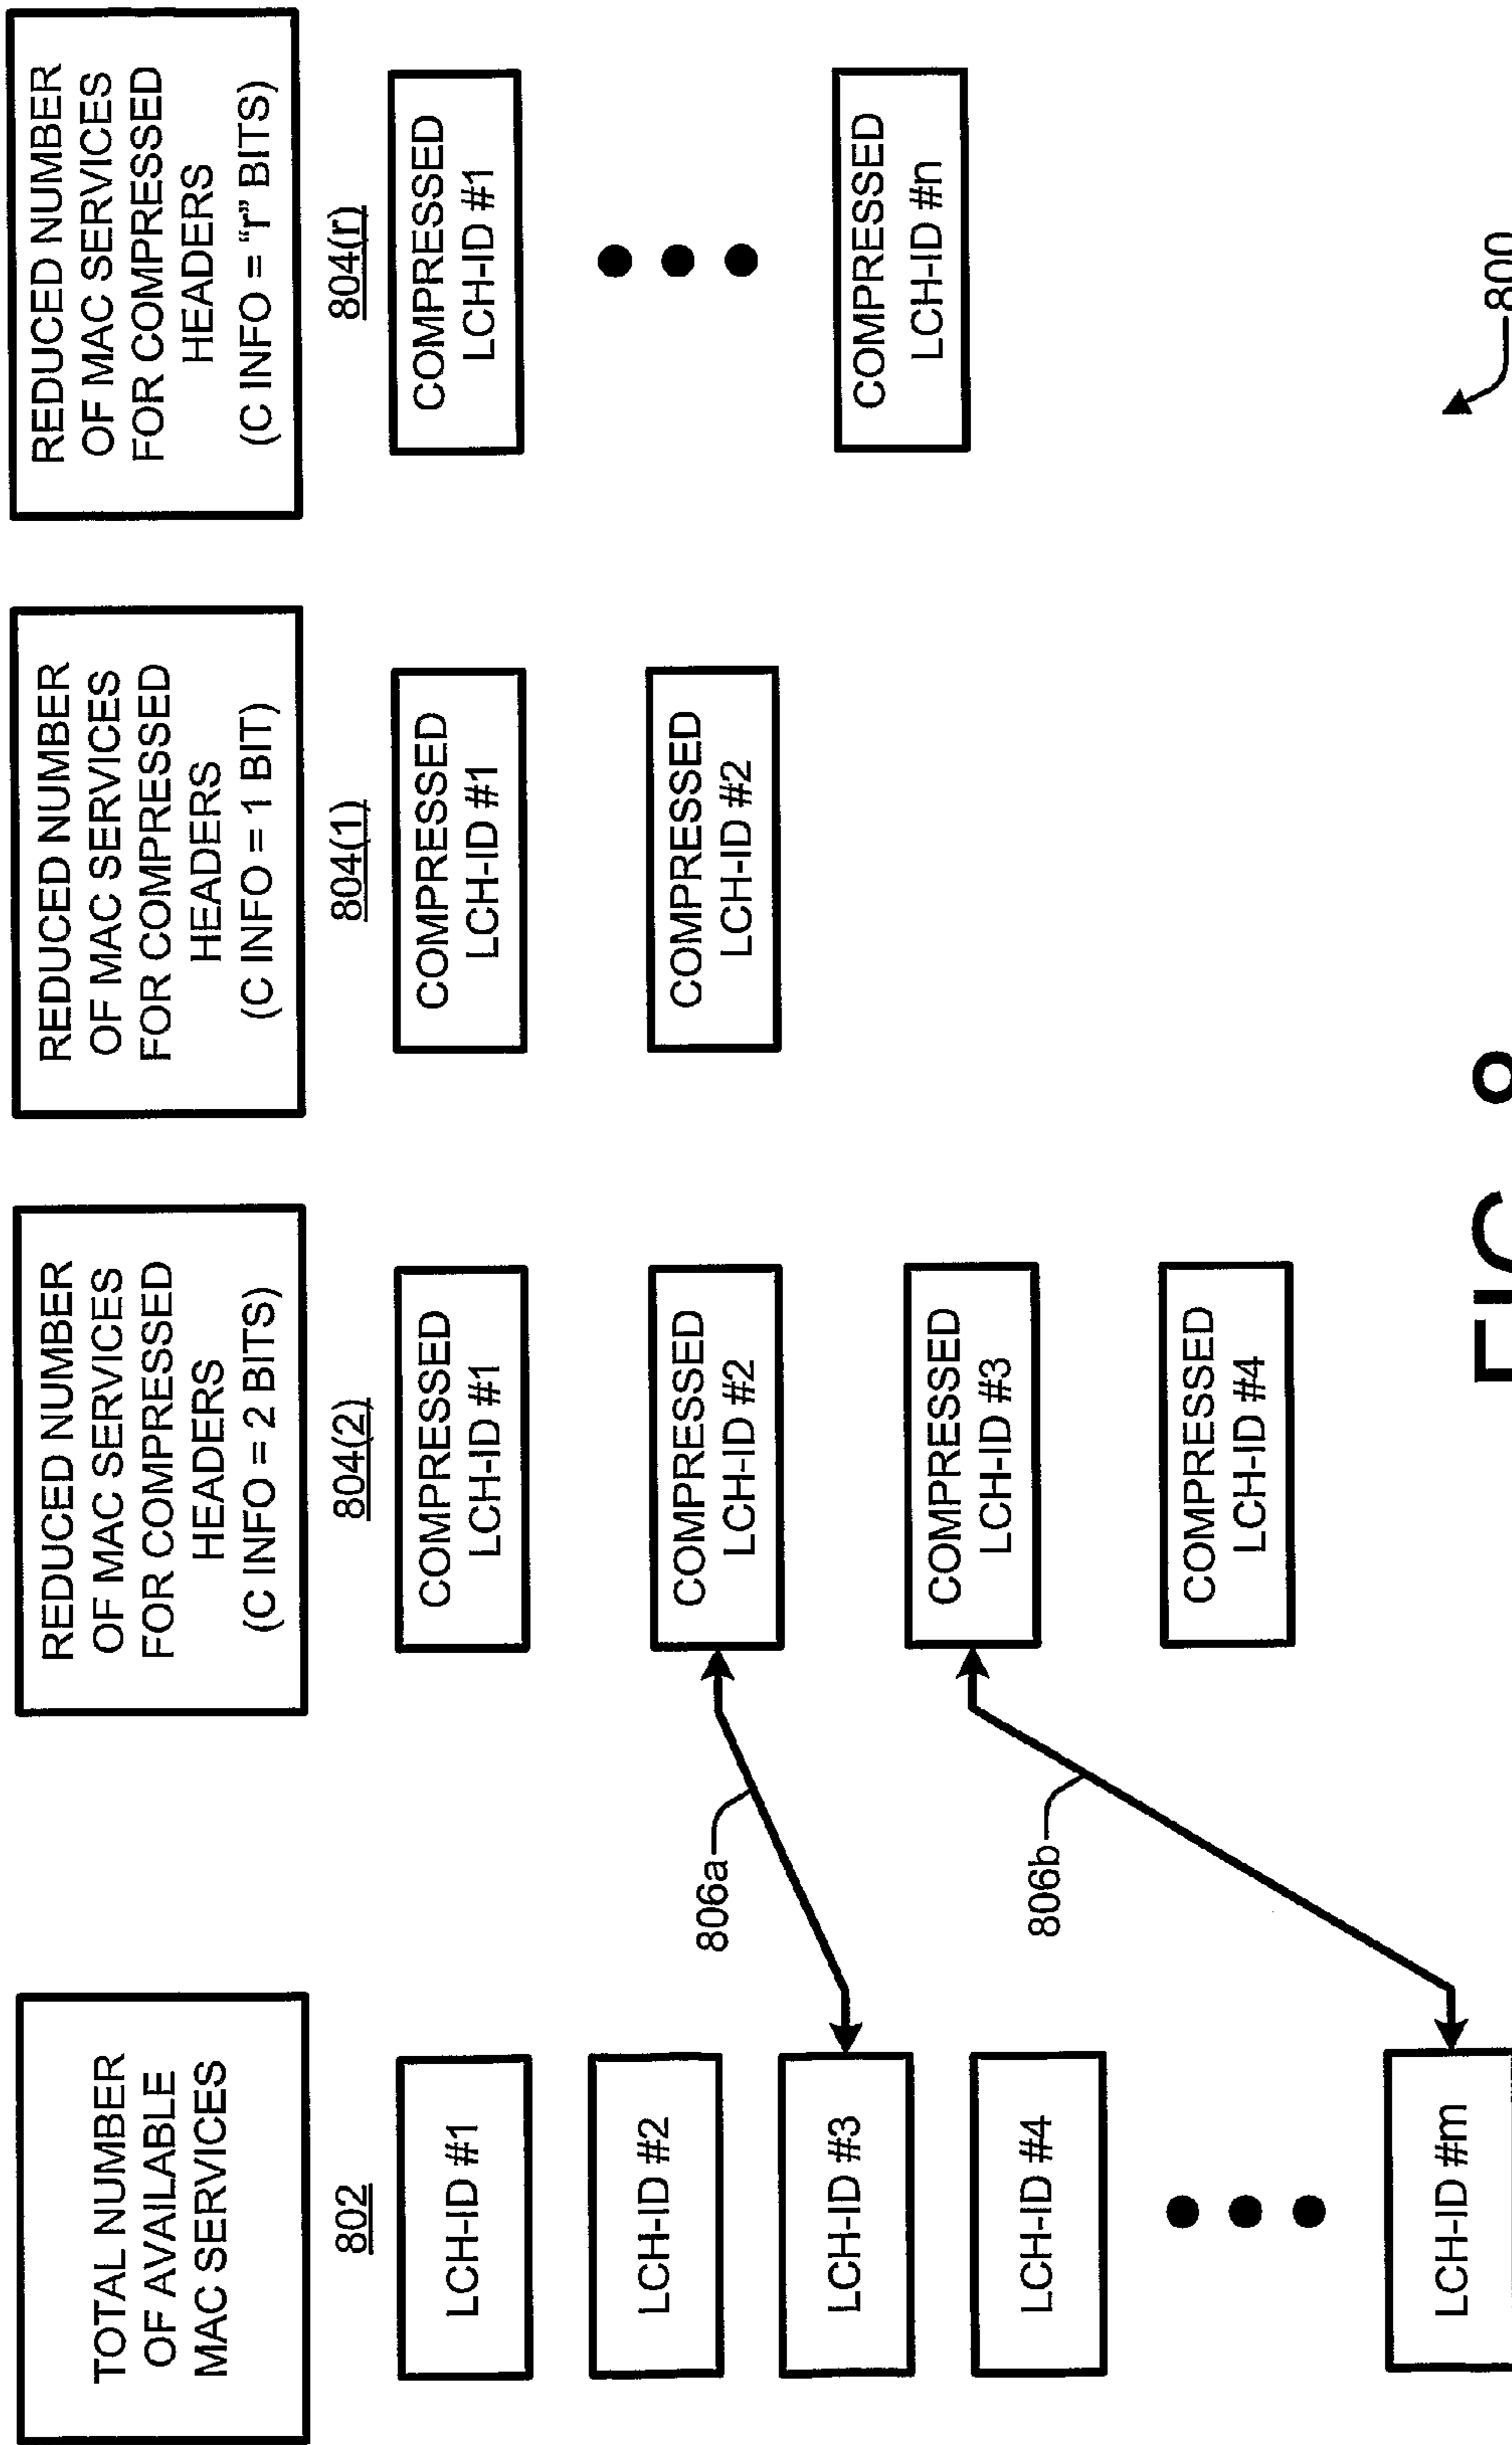 TOTAL NUMBER
OF AVAILABLE
MAC SERVICES
802
LCH-ID #1
LCH-ID #2
LCH-ID #3
LCH-ID #4
LCH-ID #m
806a
806b
REDUCED NUMBER
OF MAC SERVICES
FOR COMPRESSED
HEADERS
(C INFO = 2 BITS)
804(2)
COMPRESSED
LCH-ID #1
COMPRESSED
LCH-ID #2
COMPRESSED
LCH-ID #3
COMPRESSED
LCH-ID #4
REDUCED NUMBER
OF MAC SERVICES
FOR COMPRESSED
HEADERS
(C INFO = 1 BIT)
804(1)
COMPRESSED
LCH-ID #1
COMPRESSED
LCH-ID #2
REDUCED NUMBER
OF MAC SERVICES
FOR COMPRESSED
HEADERS
(C INFO = "r" BITS)
804(r)
COMPRESSED
LCH-ID #1
COMPRESSED
LCH-ID #n
800